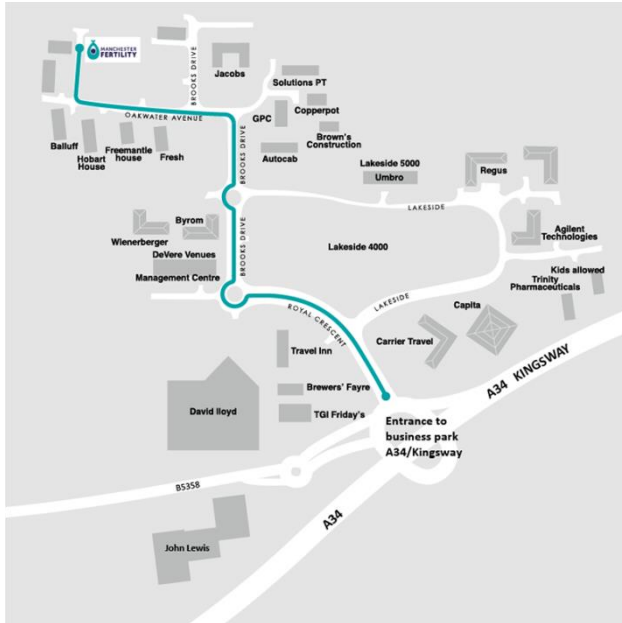 MANCHESTER
FERTILITY
BROOKS DRIVE
Jacobs
Solutions PT
Copperpot
GPC
Brown's
Construction
OAKWATER AVENUE
Balluff
Hobart
House
Freemantle
house
Fresh
BROOKS DRIVE
Autocab
Lakeside 5000
Umbro
Regus
LAKESIDE
Byrom
Wienerberger
BROOKS DRIVE
Lakeside 4000
Agilent
Technologies
DeVere Venues
Management Centre
Kids allowed
Trinity
Pharmaceuticals
LAKESIDE
ROYAL CRESCENT
Capita
Carrier Travel
Travel Inn
Brewers' Fayre
TGI Friday's
David lloyd
A34 KINGSWAY
Entrance to
business park
A34/Kingsway
B5358
A34
John Lewis